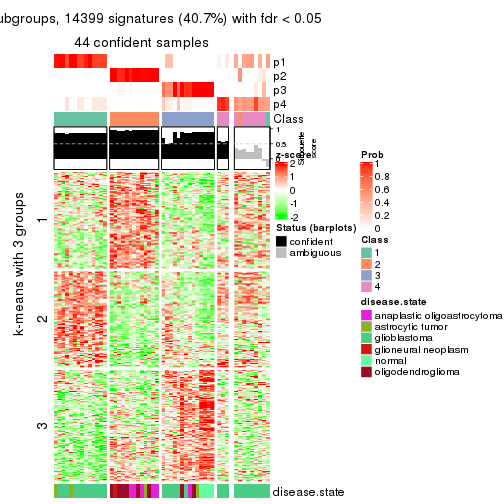 ubgroups, 14399 signatures (40.7%) with fdr < 0.05
44 confident samples
p1
p2
p3
p4
Class
1
0.5
0
Silhouette
score
z-score
2
1
0
-1
-2
Status (barplots)
confident
ambiguous
Prob
1
0.8
0.6
0.4
0.2
0
Class
1
2
3
4
disease.state
anaplastic oligoastrocytoma
astrocytic tumor
glioblastoma
glioneural neoplasm
normal
oligodendroglioma
k-means with 3 groups
1
2
3
disease.state